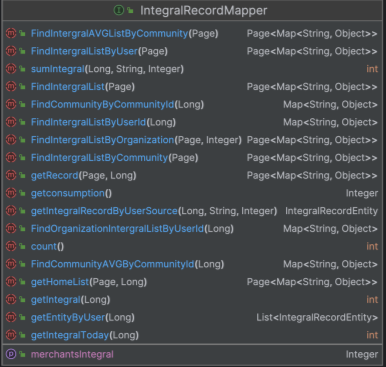 IntegralRecordMapper
FindIntergralAVGListByCommunity(Page) Page<Map<String, Object>>
FindIntergralListByUser(Page) Page<Map<String, Object>>
sumIntegral(Long, String, Integer) int
FindIntergralList(Page) Page<Map<String, Object>>
FindCommunityByCommunityId(Long) Map<String, Object>
FindIntergralListByUserId(Long) Map<String, Object>
FindIntergralListByOrganization(Page, Integer) Page<Map<String, Object>>
FindIntergralListByCommunity(Page) Page<Map<String, Object>>
getRecord(Page, Long) Page<Map<String, Object>>
getconsumption() Integer
getIntegralRecordByUserSource(Long, String, Integer) IntegralRecordEntity
FindOrganizationIntergralListByUserId(Long) Map<String, Object>
count() int
FindCommunityAVGByCommunityId(Long) Map<String, Object>
getHomeList(Page, Long) Page<Map<String, Object>>
getIntegral(Long) int
getEntityByUser(Long) List<IntegralRecordEntity>
getIntegralToday(Long) int
merchantsIntegral Integer